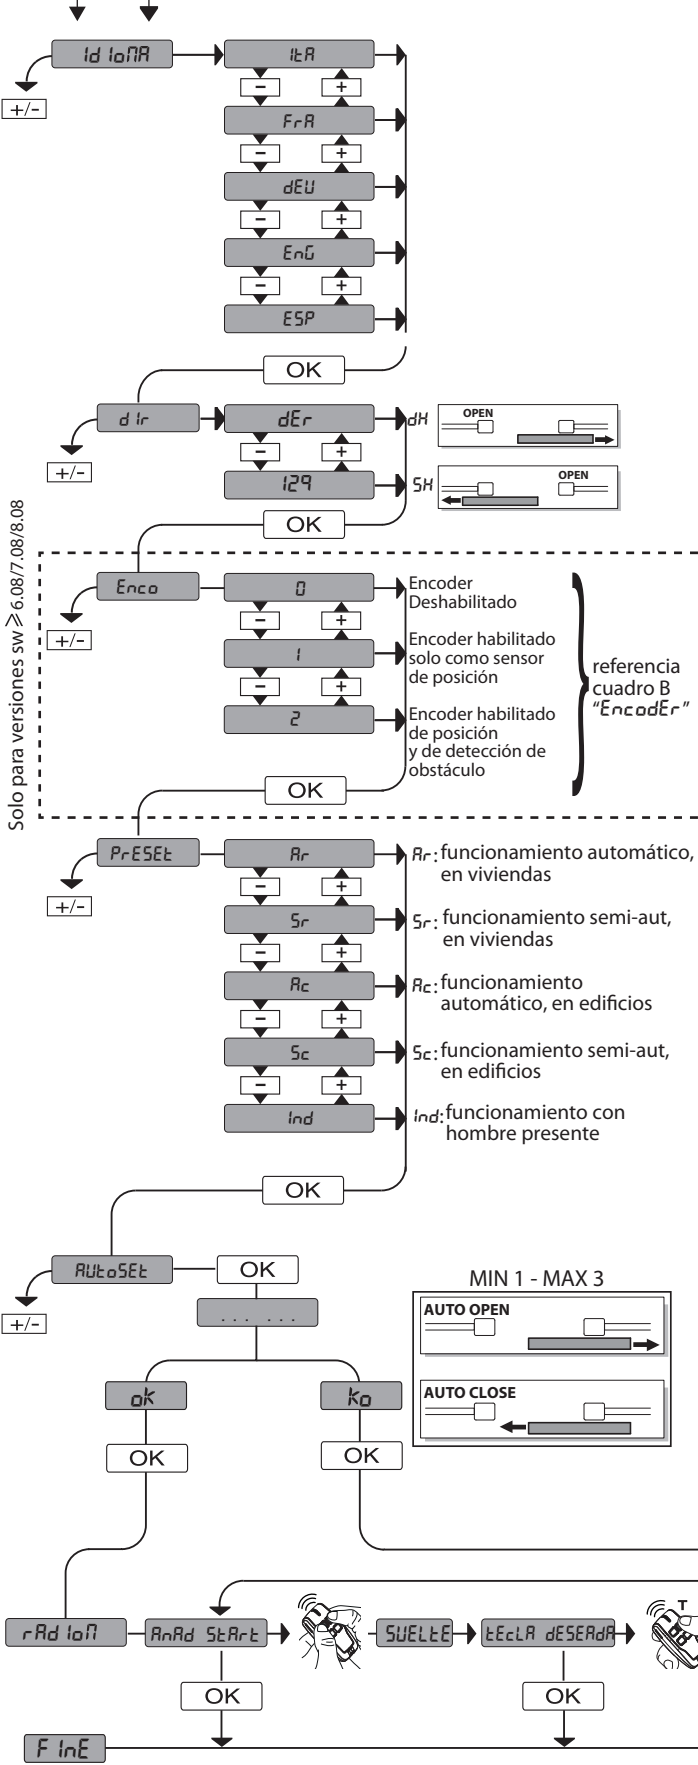 IdIoMA
ItA
+/-
-
+
FrA
-
+
dEU
-
+
EnG
-
+
ESP
OK
dIr
dEr
dH
OPEN
+/-
-
+
IZq
SH
OPEN
OK
Solo para versiones sw ≥ 6.08/7.08/8.08
Enco
0
Encoder
Deshabilitado
+/-
-
+
1
Encoder habilitado
solo como sensor
de posición
-
+
2
Encoder habilitado
de posición
y de detección de
obstáculo
referencia
cuadro B
“EncodEr”
OK
PrESEt
Ar
Ar: funcionamiento automático,
en viviendas
+/-
-
+
Sr
Sr: funcionamiento semi-aut,
en viviendas
-
+
Ac
Ac: funcionamiento
automático, en edificios
-
+
Sc
Sc: funcionamiento semi-aut,
en edificios
-
+
Ind
Ind: funcionamiento con
hombre presente
OK
AUtoSEt
OK
+/-
... ...
MIN 1 - MAX 3
AUTO OPEN
AUTO CLOSE
ok
Ko
OK
OK
rAdIoM
AnAd StArt
SUELtE
tEcLA dESEAdA
T
OK
OK
FInE